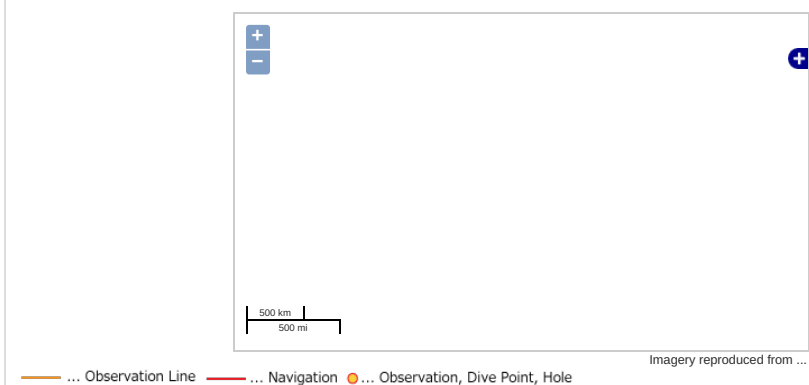 +
−
+
500 km
500 mi
Imagery reproduced from ...
... Observation Line ... Navigation ... Observation, Dive Point, Hole